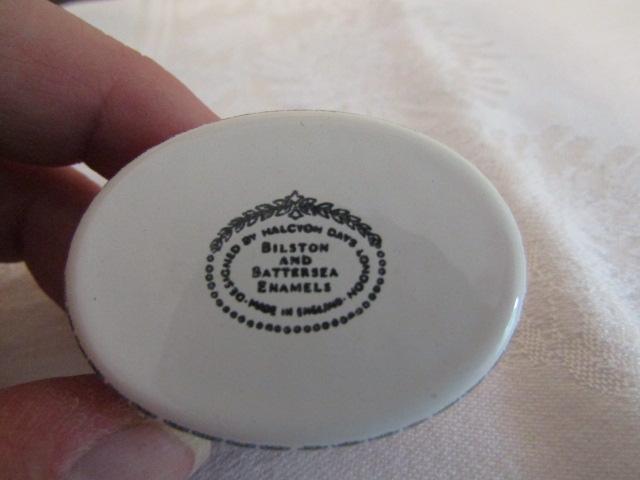 DESIGNED BY HALCYON DAYS LONDON
BILSTON
AND
BATTERSEA
ENAMELS
· MADE IN ENGLAND ·